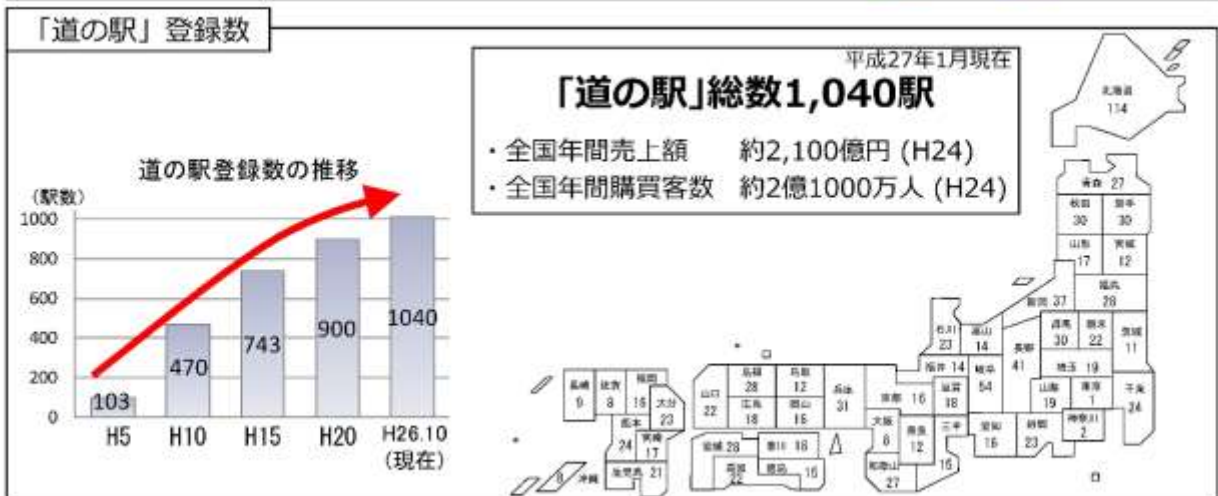 「道の駅」登録数
平成27年1月現在
「道の駅」総数1,040駅
・全国年間売上額 約2,100億円 (H24)
・全国年間購買客数 約2億1000万人 (H24)
道の駅登録数の推移
(駅数)
1000
800
600
400
200
0
103
470
743
900
1040
H5
H10
H15
H20
H26.10
(現在)
北海道
114
青森 27
秋田
30
岩手
30
山形
17
宮城
12
福島
28
新潟 37
石川
23
富山
14
長野
41
群馬
30
栃木
22
茨城
11
埼玉 19
福井 14
岐阜
54
山梨
19
東京
1
千葉
24
神奈川
2
静岡
23
愛知
16
三重
滋賀
18
京都 16
大阪
奈良
12
和歌山
27
兵庫
31
鳥取
12
島根
28
岡山
16
広島
18
山口
22
香川 18
愛媛 28
徳島
高知
22
福岡
16
佐賀
8
長崎
9
大分
23
熊本
24
宮崎
17
鹿児島 21
沖縄
8